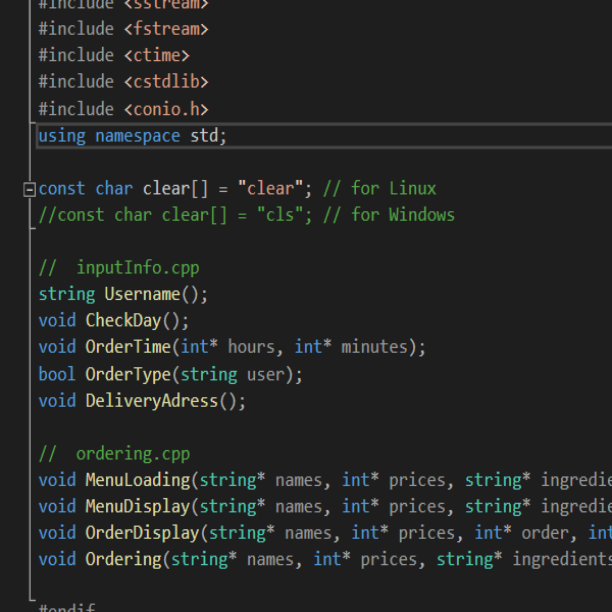 #include <sstream>
#include <fstream>
#include <ctime>
#include <cstdlib>
#include <conio.h>
using namespace std;
const char clear[] = "clear"; // for Linux
//const char clear[] = "cls"; // for Windows
//  inputInfo.cpp
string Username();
void CheckDay();
void OrderTime(int* hours, int* minutes);
bool OrderType(string user);
void DeliveryAdress();
//  ordering.cpp
void MenuLoading(string* names, int* prices, string* ingredie
void MenuDisplay(string* names, int* prices, string* ingredie
void OrderDisplay(string* names, int* prices, int* order, int
void Ordering(string* names, int* prices, string* ingredients
#endif